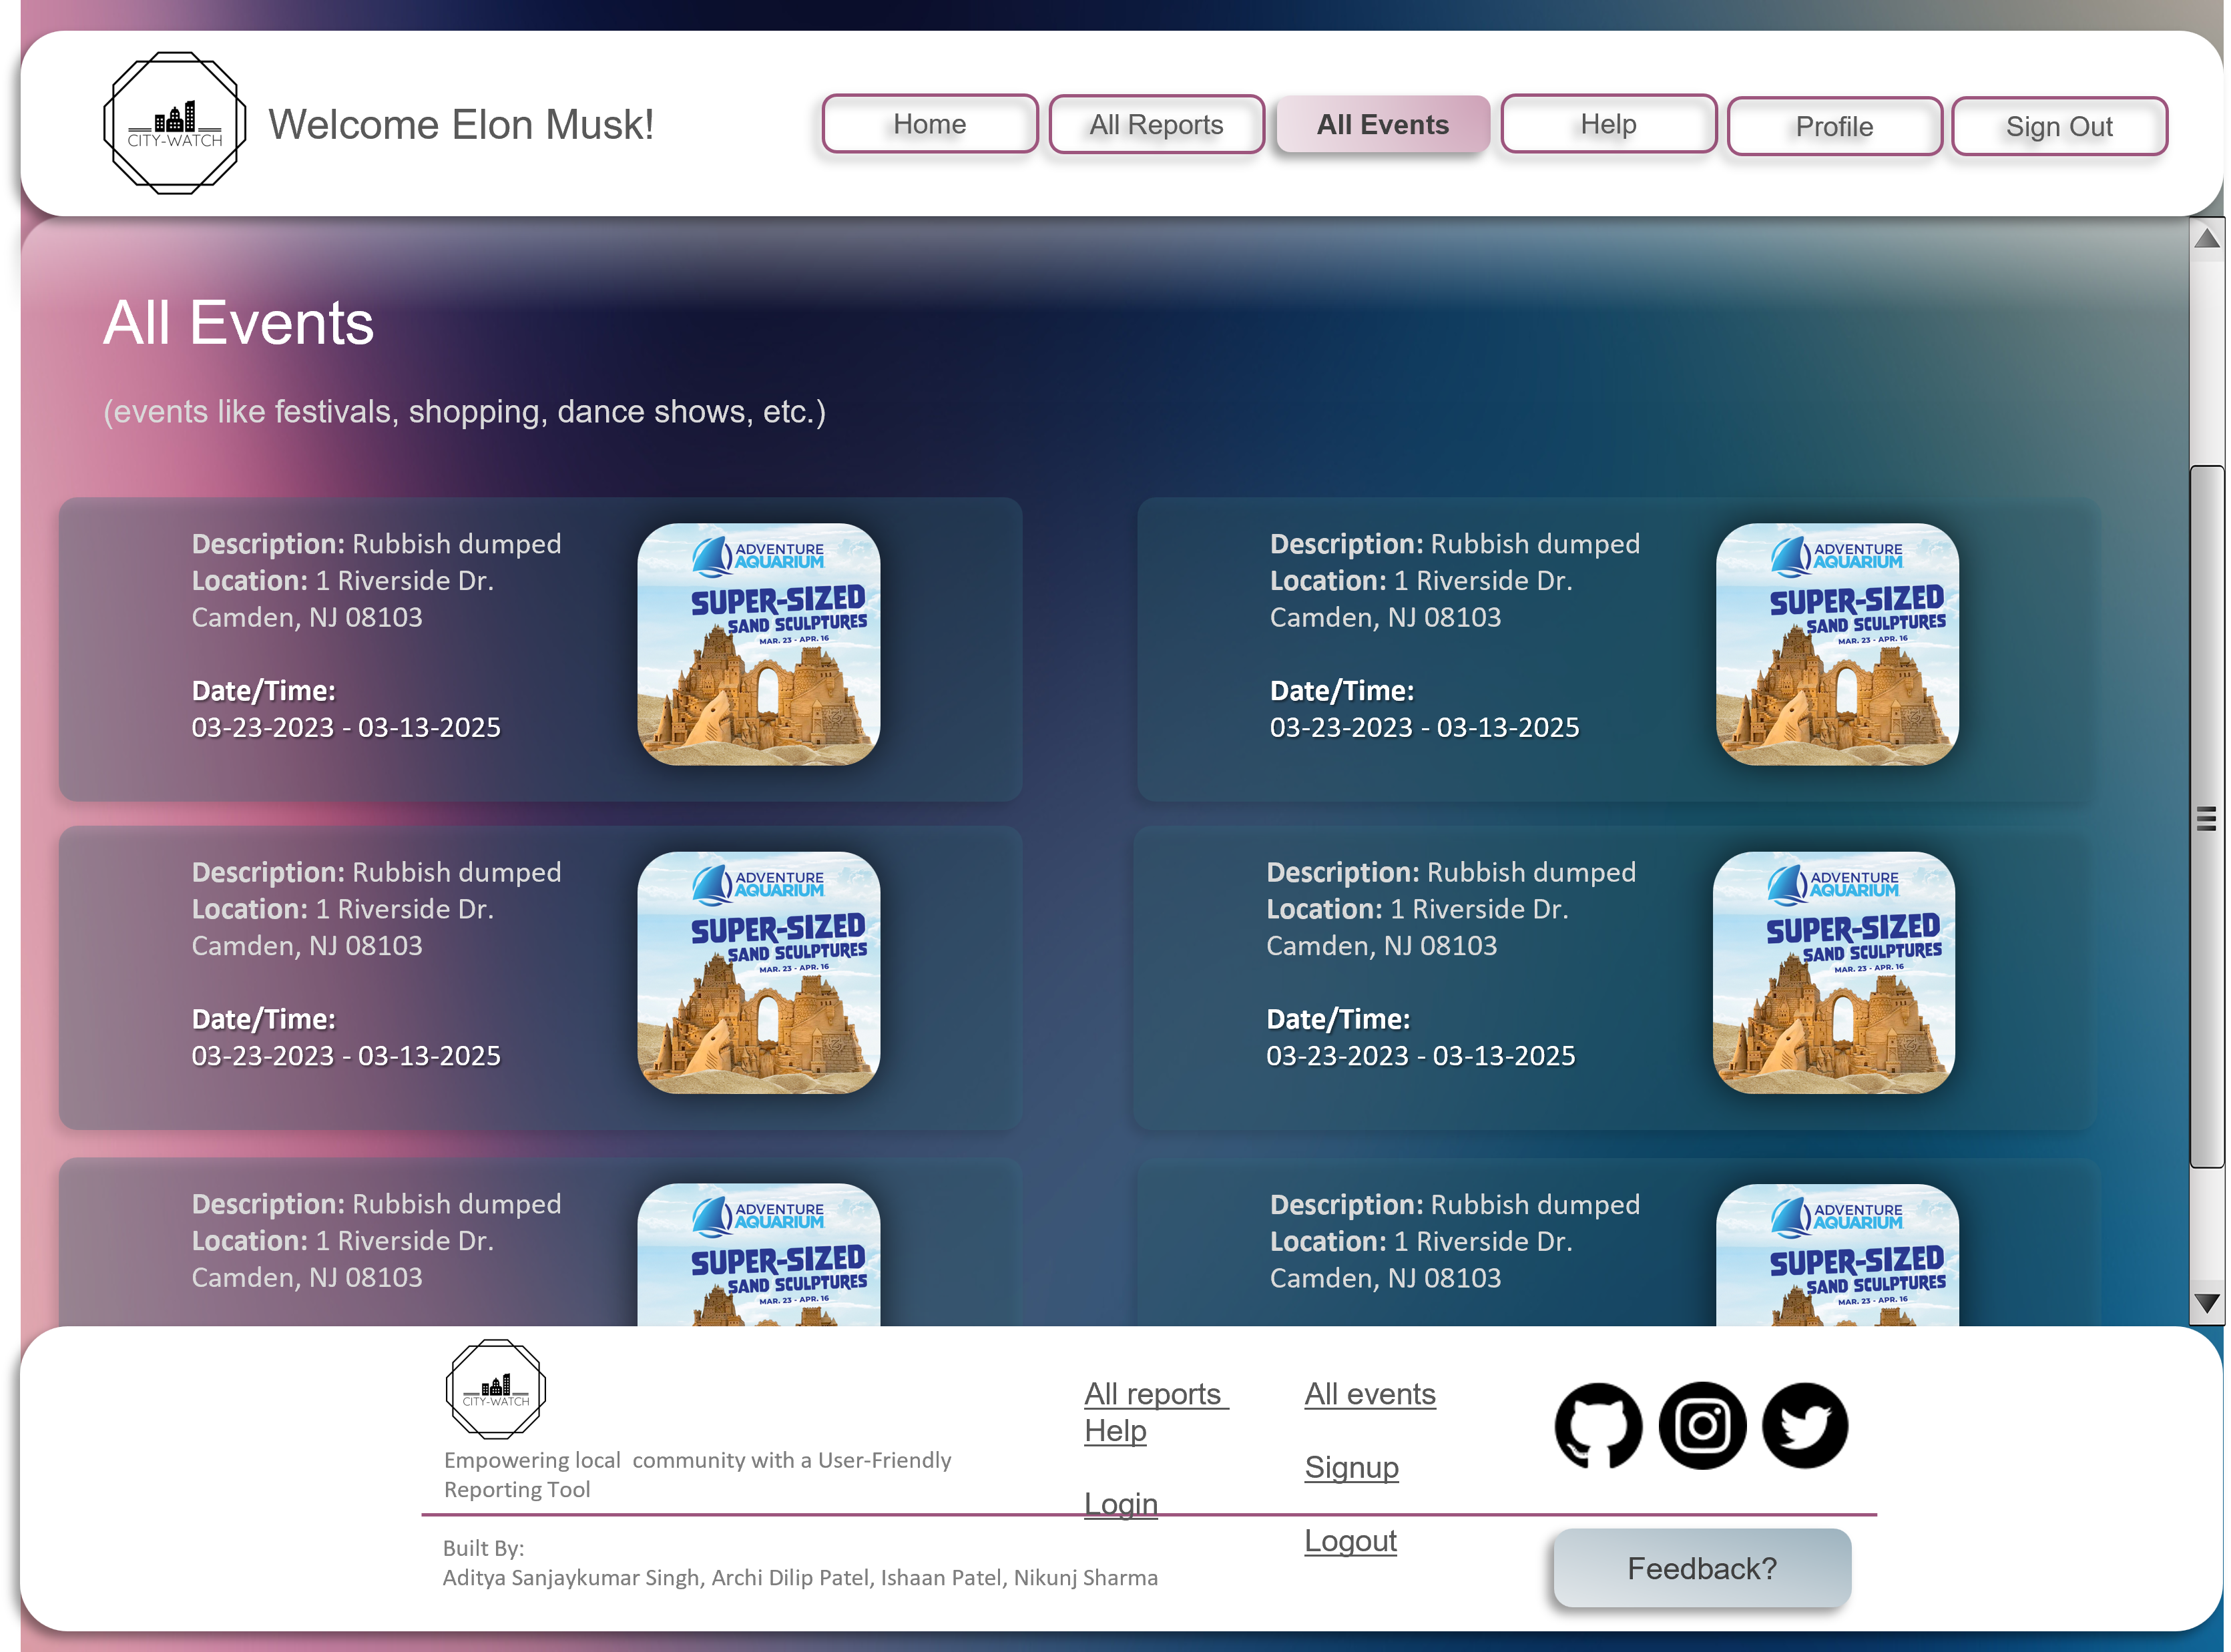 CITY-WATCH
Welcome Elon Musk!
Home
All Reports
All Events
Help
Profile
Sign Out
All Events
(events like festivals, shopping, dance shows, etc.)
Description: Rubbish dumped
Location: 1 Riverside Dr.
Camden, NJ 08103
Date/Time:
03-23-2023 - 03-13-2025
ADVENTURE
AQUARIUM
SUPER-SIZED
SAND SCULPTURES
MAR. 23 - APR. 16
Description: Rubbish dumped
Location: 1 Riverside Dr.
Camden, NJ 08103
Date/Time:
03-23-2023 - 03-13-2025
ADVENTURE
AQUARIUM
SUPER-SIZED
SAND SCULPTURES
MAR. 23 - APR. 16
Description: Rubbish dumped
Location: 1 Riverside Dr.
Camden, NJ 08103
Date/Time:
03-23-2023 - 03-13-2025
ADVENTURE
AQUARIUM
SUPER-SIZED
SAND SCULPTURES
MAR. 23 - APR. 16
Description: Rubbish dumped
Location: 1 Riverside Dr.
Camden, NJ 08103
Date/Time:
03-23-2023 - 03-13-2025
ADVENTURE
AQUARIUM
SUPER-SIZED
SAND SCULPTURES
MAR. 23 - APR. 16
Description: Rubbish dumped
Location: 1 Riverside Dr.
Camden, NJ 08103
ADVENTURE
AQUARIUM
SUPER-SIZED
SAND SCULPTURES
MAR. 23 - APR. 16
Description: Rubbish dumped
Location: 1 Riverside Dr.
Camden, NJ 08103
ADVENTURE
AQUARIUM
SUPER-SIZED
SAND SCULPTURES
MAR. 23 - APR. 16
CITY-WATCH
Empowering local  community with a User-Friendly
Reporting Tool
All reports
Help
Login
All events
Signup
Logout
Built By:
Aditya Sanjaykumar Singh, Archi Dilip Patel, Ishaan Patel, Nikunj Sharma
Feedback?